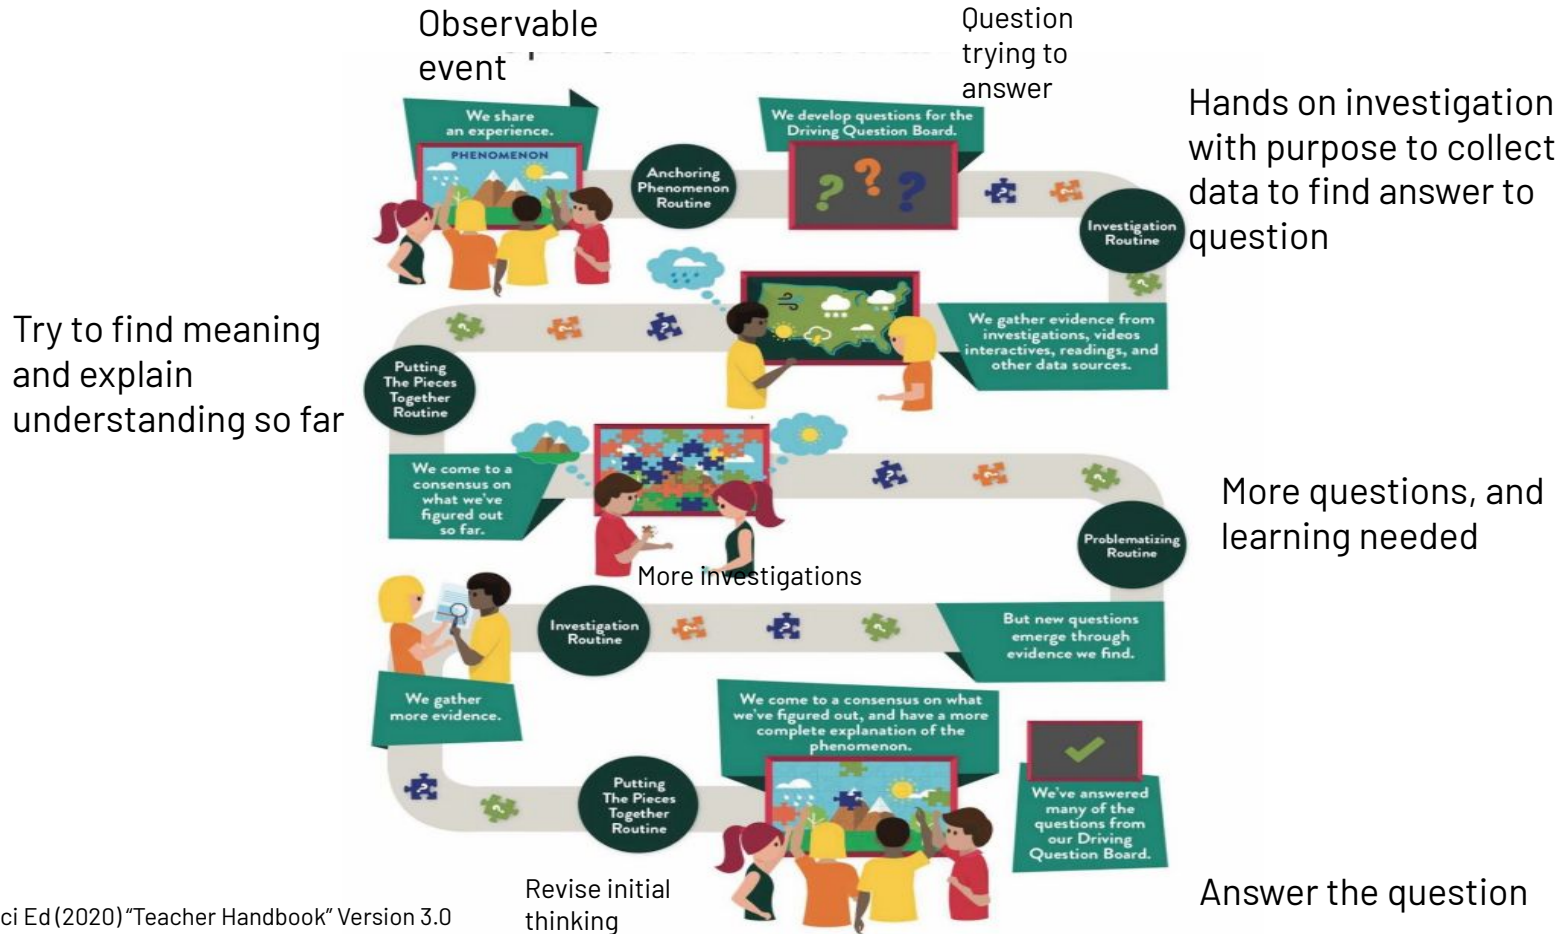 Observable
event
Question
trying to
answer
We share
an experience.
PHENOMENON
Anchoring
Phenomenon
Routine
We develop questions for the
Driving Question Board.
? ? ?
Investigation
Routine
Hands on investigation
with purpose to collect
data to find answer to
question
We gather evidence from
investigations, videos
interactives, readings, and
other data sources.
Try to find meaning
and explain
understanding so far
Putting
The Pieces
Together
Routine
We come to a
consensus on
what we've
figured out
so far.
Problematizing
Routine
More questions, and
learning needed
More investigations
But new questions
emerge through
evidence we find.
Investigation
Routine
We gather
more evidence.
Putting
The Pieces
Together
Routine
We come to a consensus on what
we've figured out, and have a more
complete explanation of the
phenomenon.
We've answered
many of the
questions from
our Driving
Question Board.
Revise initial
thinking
Answer the question
ci Ed (2020) "Teacher Handbook" Version 3.0